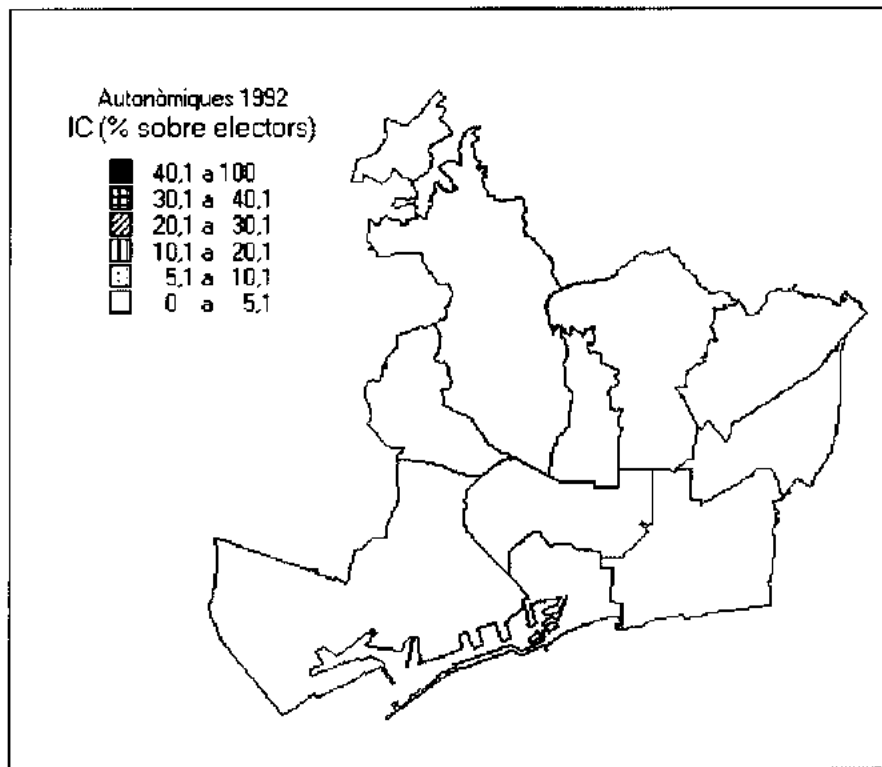 Autonòmiques 1992
IC (% sobre electors)
40,1 a 100
30,1 a 40,1
20,1 a 30,1
10,1 a 20,1
5,1 a 10,1
0 a 5,1